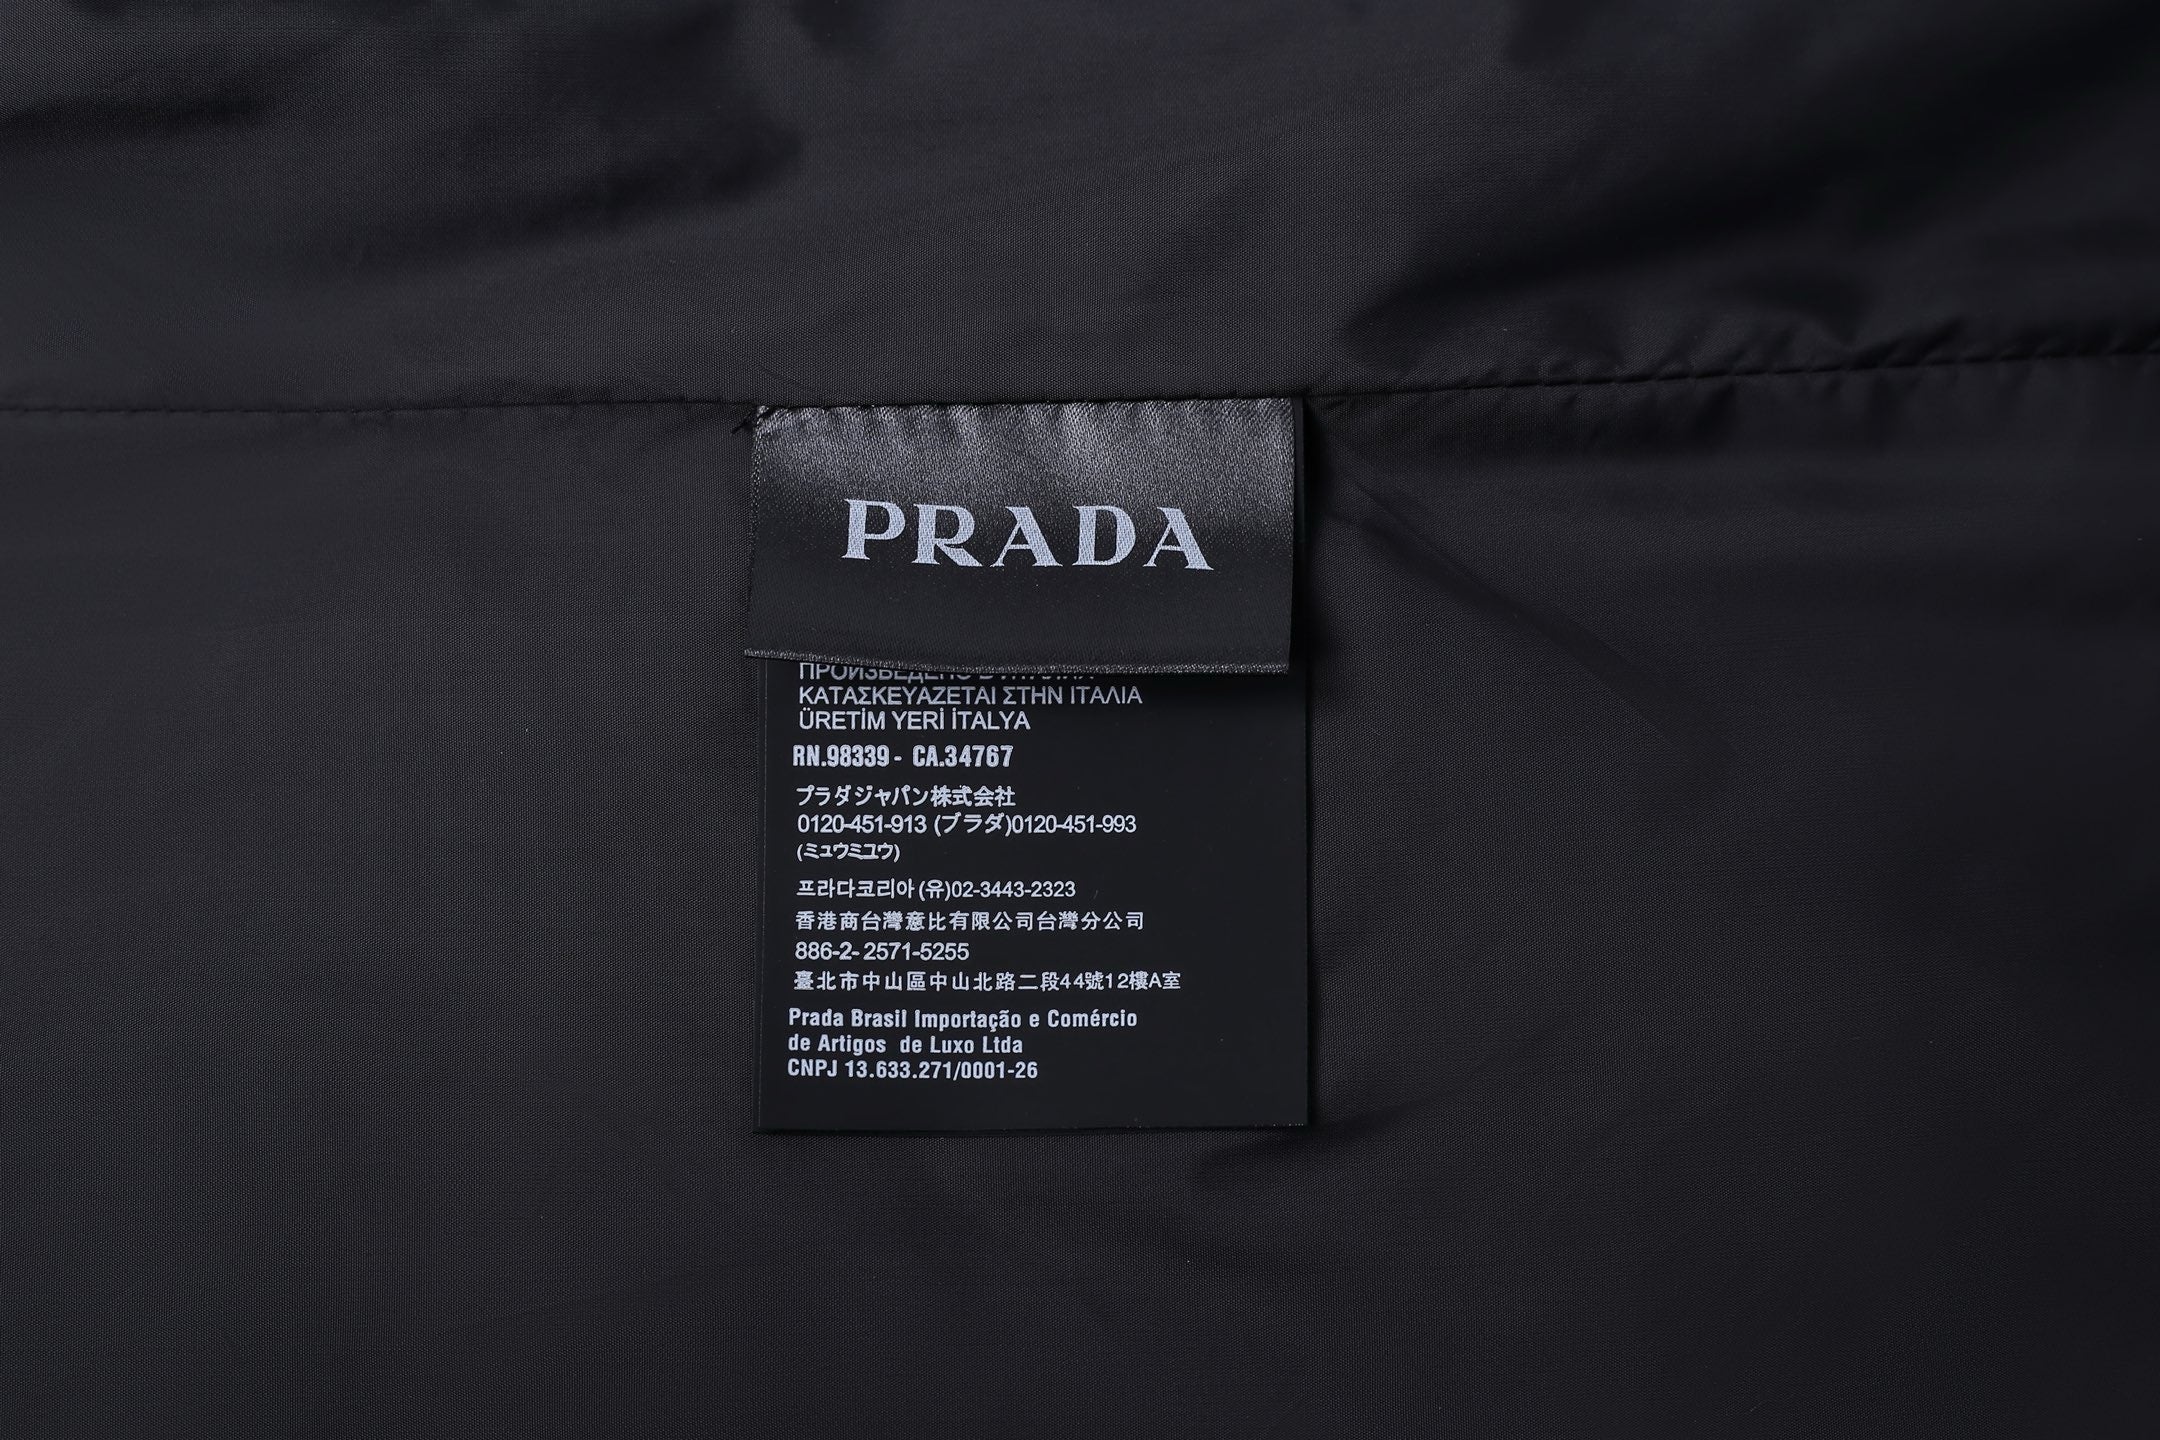 PRADA
ΚΑΤΑΣΚΕΥΑΖΕΤΑΙ ΣΤΗΝ ΙΤΑΛΙΑ
ÜRETİM YERİ İTALYA
RN.98339- CA.34767
プラダジャパン株式会社
0120-451-913 (プラダ)0120-451-993
(ミュウミュウ)
프라다코리아(유)02-3443-2323
香港商台灣意比有限公司台灣分公司
886-2-2571-5255
臺北市中山區中山北路二段44號12樓A室
Prada Brasil Importação e Comércio
de Artigos de Luxo Ltda
CNPJ 13.633.271/0001-26